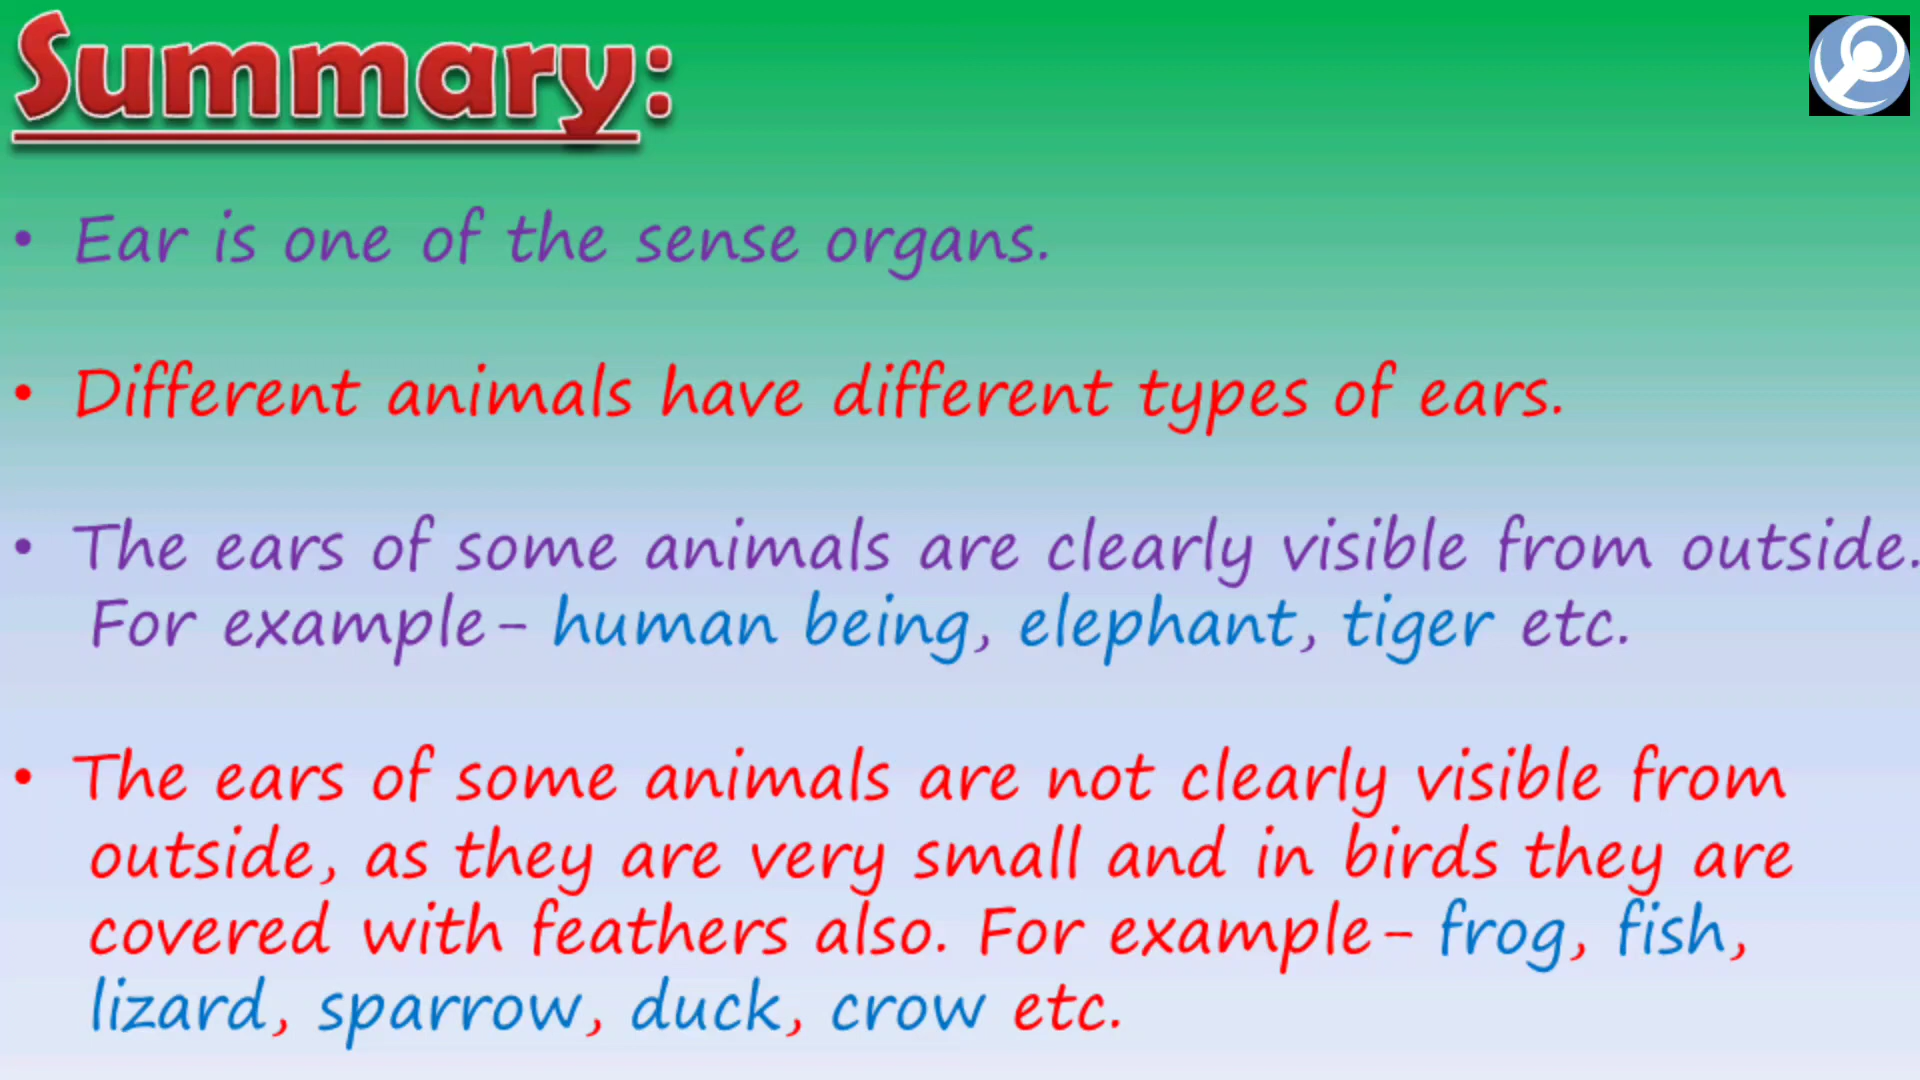 Summary:
• Ear is one of the sense organs.
• Different animals have different types of ears.
• The ears of some animals are clearly visible from outside.
For example- human being, elephant, tiger etc.
• The ears of some animals are not clearly visible from
outside, as they are very small and in birds they are
covered with feathers also. For example- frog, fish,
lizard, sparrow, duck, crow etc.